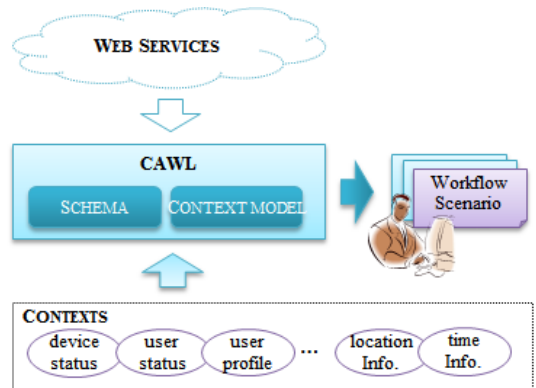 WEB SERVICES
CAWL
SCHEMA
CONTEXT MODEL
Workflow
Scenario
CONTEXTS
device
status
user
status
user
profile
...
location
Info.
time
Info.